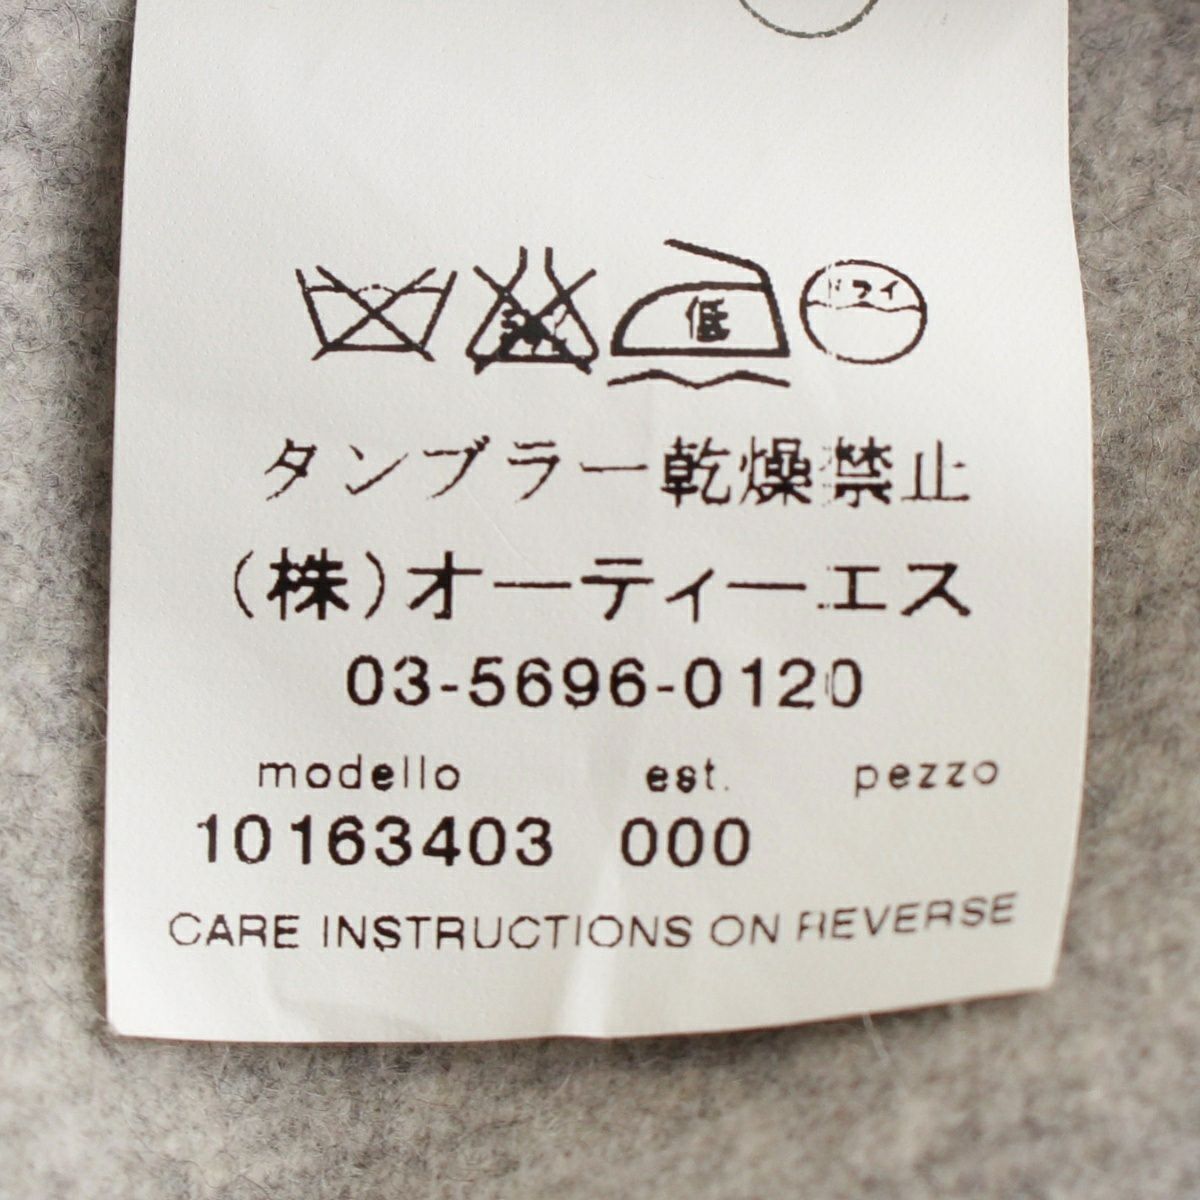 低 ドライ
タンブラー乾燥禁止
(株)オーティーエス
03-5696-0120
modello est. pezzo
10163403 000
CARE INSTRUCTIONS ON REVERSE